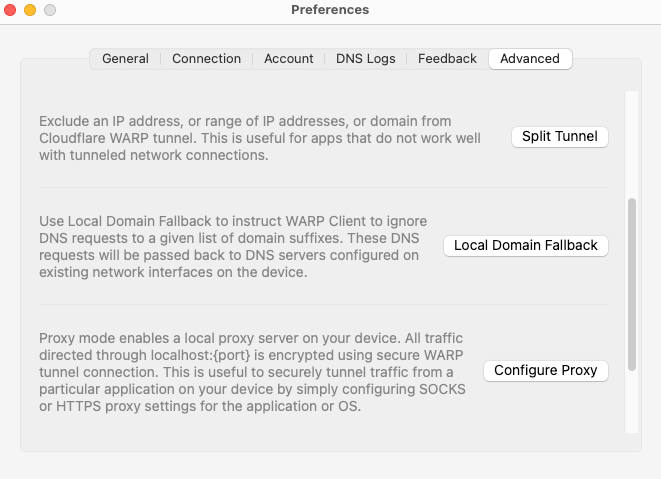 Preferences
General
Connection
Account
DNS Logs
Feedback
Advanced
Exclude an IP address, or range of IP addresses, or domain from
Cloudflare WARP tunnel. This is useful for apps that do not work well
with tunneled network connections.
Split Tunnel
Use Local Domain Fallback to instruct WARP Client to ignore
DNS requests to a given list of domain suffixes. These DNS
requests will be passed back to DNS servers configured on
existing network interfaces on the device.
Local Domain Fallback
Proxy mode enables a local proxy server on your device. All traffic
directed through localhost:{port} is encrypted using secure WARP
tunnel connection. This is useful to securely tunnel traffic from a
particular application on your device by simply configuring SOCKS
or HTTPS proxy settings for the application or OS.
Configure Proxy